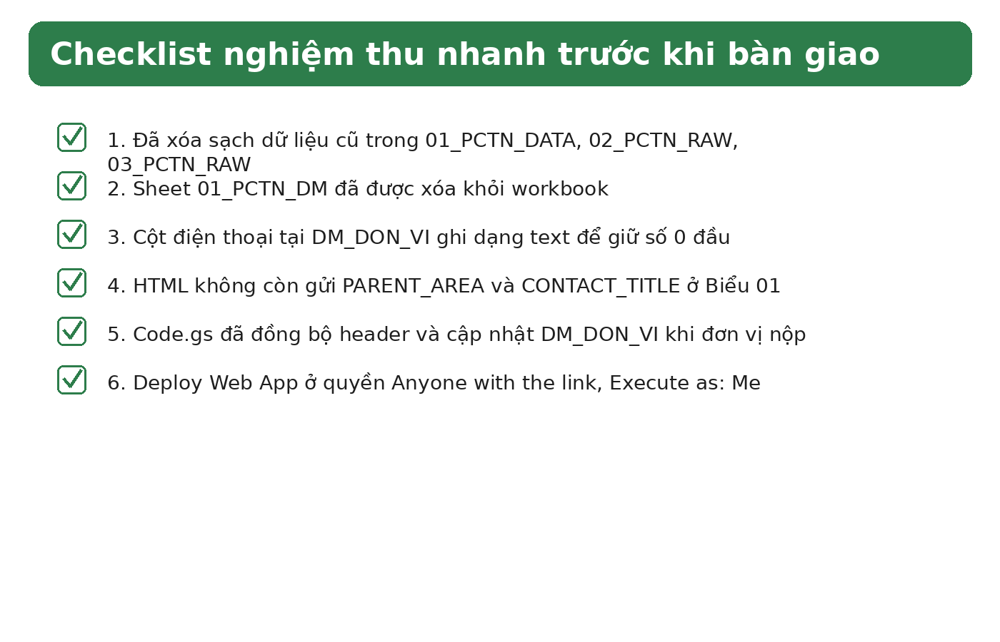 Checklist nghiệm thu nhanh trước khi bàn giao
1. Đã xóa sạch dữ liệu cũ trong 01_PCTN_DATA, 02_PCTN_RAW,
03_PCTN_RAW
2. Sheet 01_PCTN_DM đã được xóa khỏi workbook
3. Cột điện thoại tại DM_DON_VI ghi dạng text để giữ số 0 đầu
4. HTML không còn gửi PARENT_AREA và CONTACT_TITLE ở Biểu 01
5. Code.gs đã đồng bộ header và cập nhật DM_DON_VI khi đơn vị nộp
6. Deploy Web App ở quyền Anyone with the link, Execute as: Me